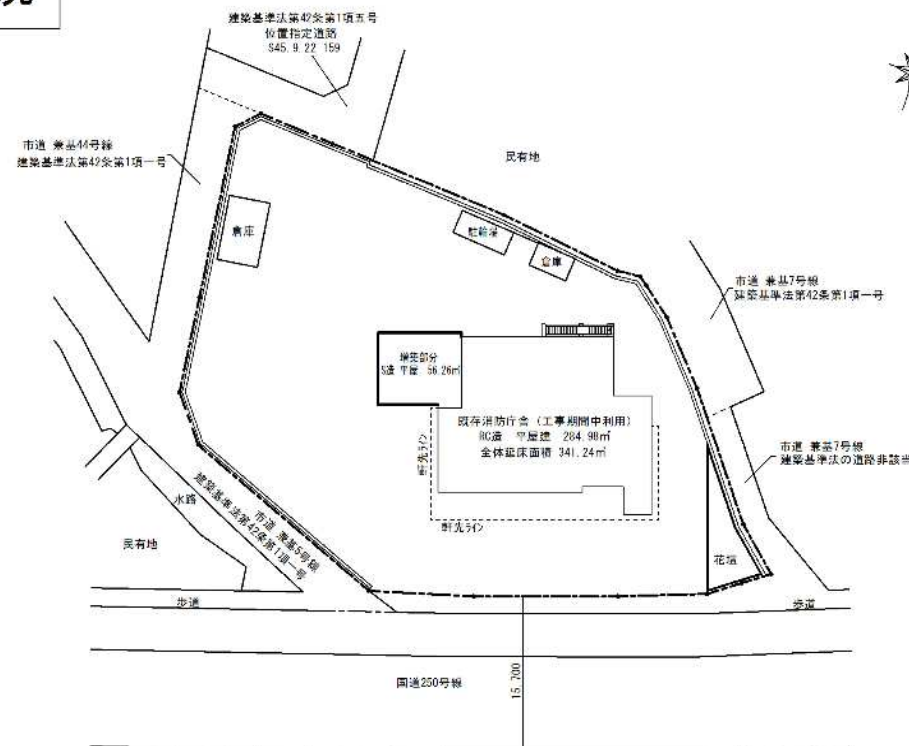 建築基準法第42条第1項五号
位置指定道路
S45.9.22 159
市道 兼基44号線
建築基準法第42条第1項一号
民有地
倉庫
駐輪場
倉庫
市道 兼基7号線
建築基準法第42条第1項一号
増築部分
S造 平屋 56.26㎡
既存消防庁舎（工事期間中利用）
RC造 平屋建 284.98㎡
全体延床面積 341.24㎡
軒先ライン
軒先ライン
市道 兼基7号線
建築基準法の道路非該当
市道 兼基5号線
建築基準法第42条第1項一号
水路
民有地
花壇
歩道
歩道
国道250号線
15,700